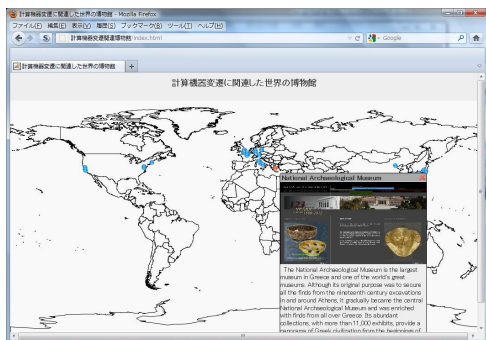 計算機器変遷に関連した世界の博物館 - Mozilla Firefox
ファイル(F) 編集(E) 表示(V) 履歴(S) ブックマーク(B) ツール(T) ヘルプ(H)
計算機器変遷関連博物館/index.html
Google
計算機器変遷に関連した世界の博物館
計算機器変遷に関連した世界の博物館
National Archaeological Museum
The National Archaeological Museum is the largest
museum in Greece and one of the world's great
museums. Although its original purpose was to secure
all the finds from the nineteenth century excavations
in and around Athens, it gradually became the central
National Archaeological Museum and was enriched
with finds from all over Greece. Its abundant
collections, with more than 11,000 exhibits, provide a
panorama of Greek civilization from the beginnings of